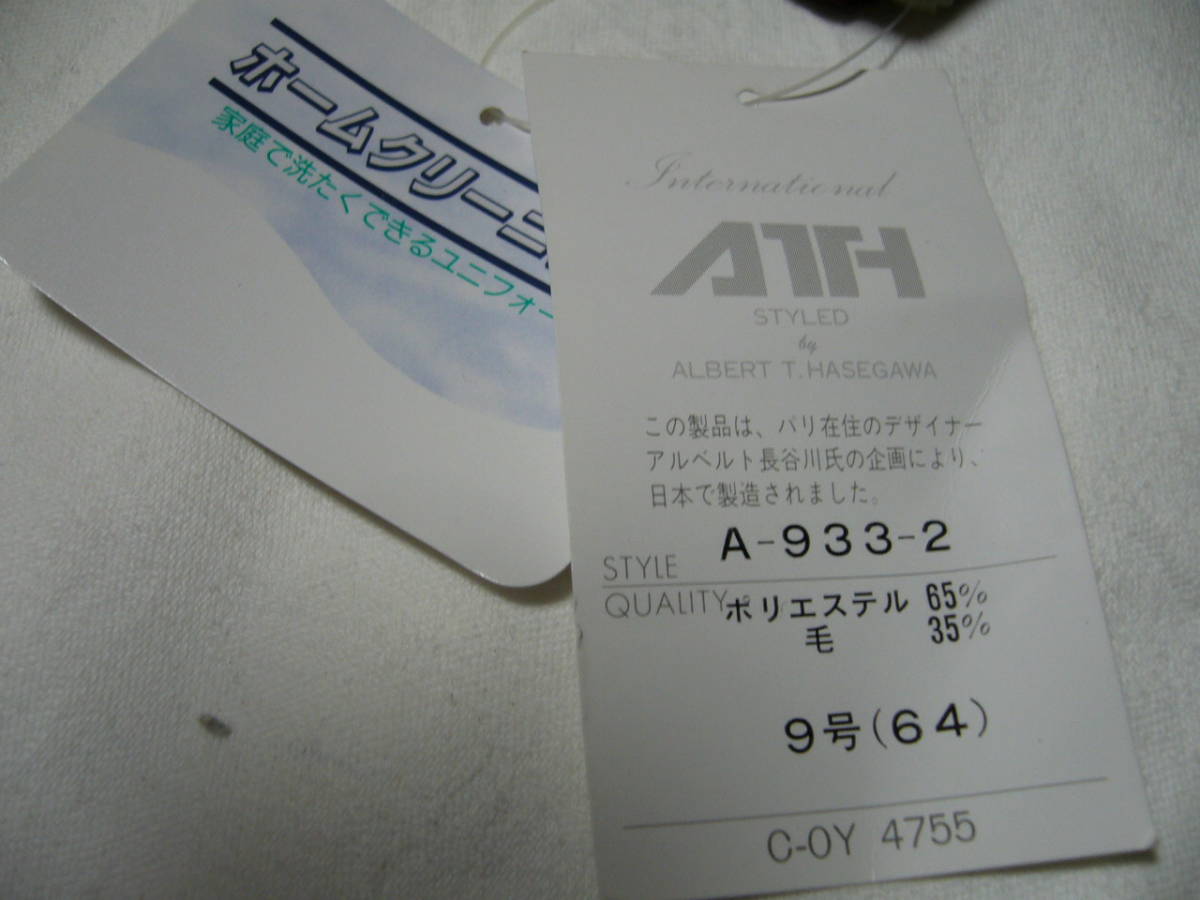 ホームクリーニ
家庭で洗たくできるユニフォー
International
ATH
STYLED
by
ALBERT T. HASEGAWA
この製品は、パリ在住のデザイナー
アルベルト長谷川氏の企画により、
日本で製造されました。
STYLE A-933-2
QUALITY ポリエステル 65%
毛 35%
9号(64)
C-OY 4755